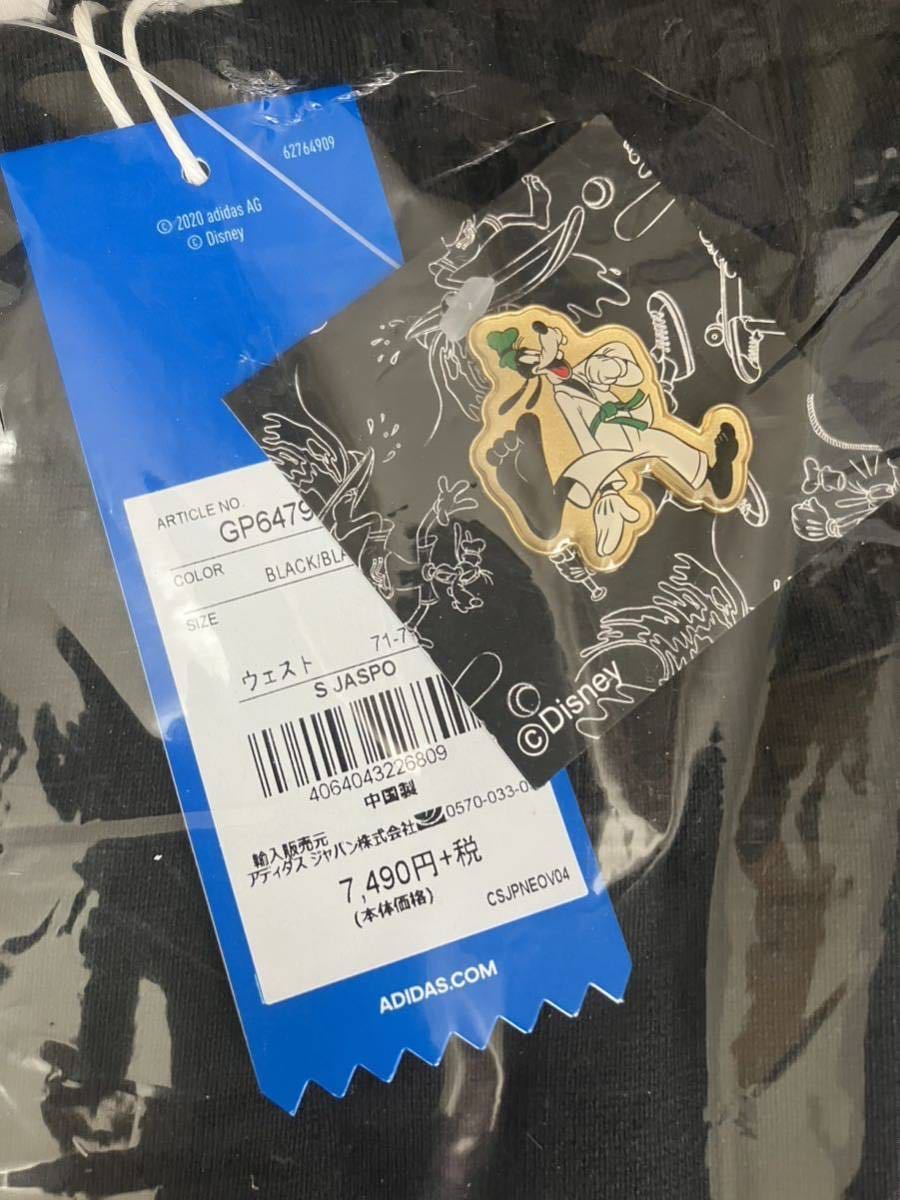 62764909
© 2020 adidas AG
© Disney
ARTICLE NO.
GP6479
COLOR
BLACK/BLA
SIZE
ウェスト 71-7
S JASPO
4064043226809
中国製
輸入販売元
アディダス ジャパン株式会社 0570-033-0
7,490円+税
(本体価格)
CSJPNEOV04
ADIDAS.COM
©Disney